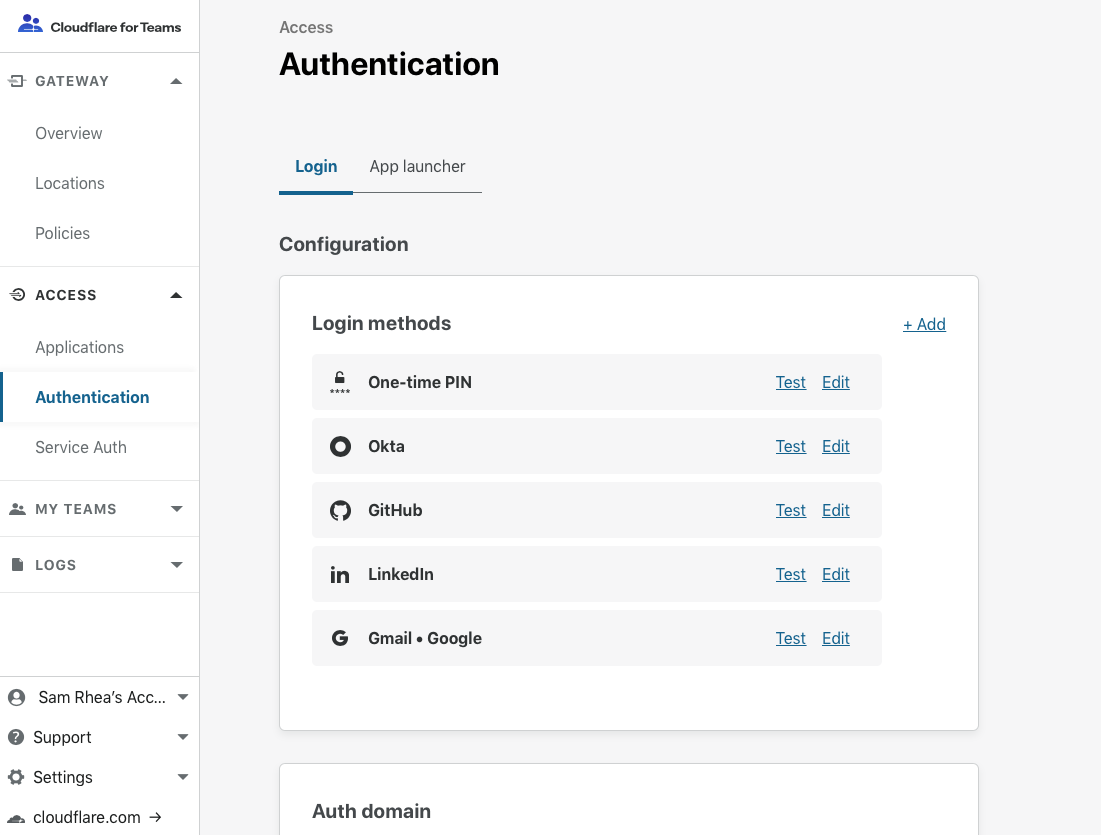 Cloudflare for Teams
GATEWAY
Overview
Locations
Policies
ACCESS
Applications
Authentication
Service Auth
MY TEAMS
LOGS
Sam Rhea’s Acc...
Support
Settings
cloudflare.com →
Access
Authentication
Login App launcher
Configuration
Login methods + Add
**** One-time PIN Test Edit
Okta Test Edit
GitHub Test Edit
in LinkedIn Test Edit
G Gmail • Google Test Edit
Auth domain